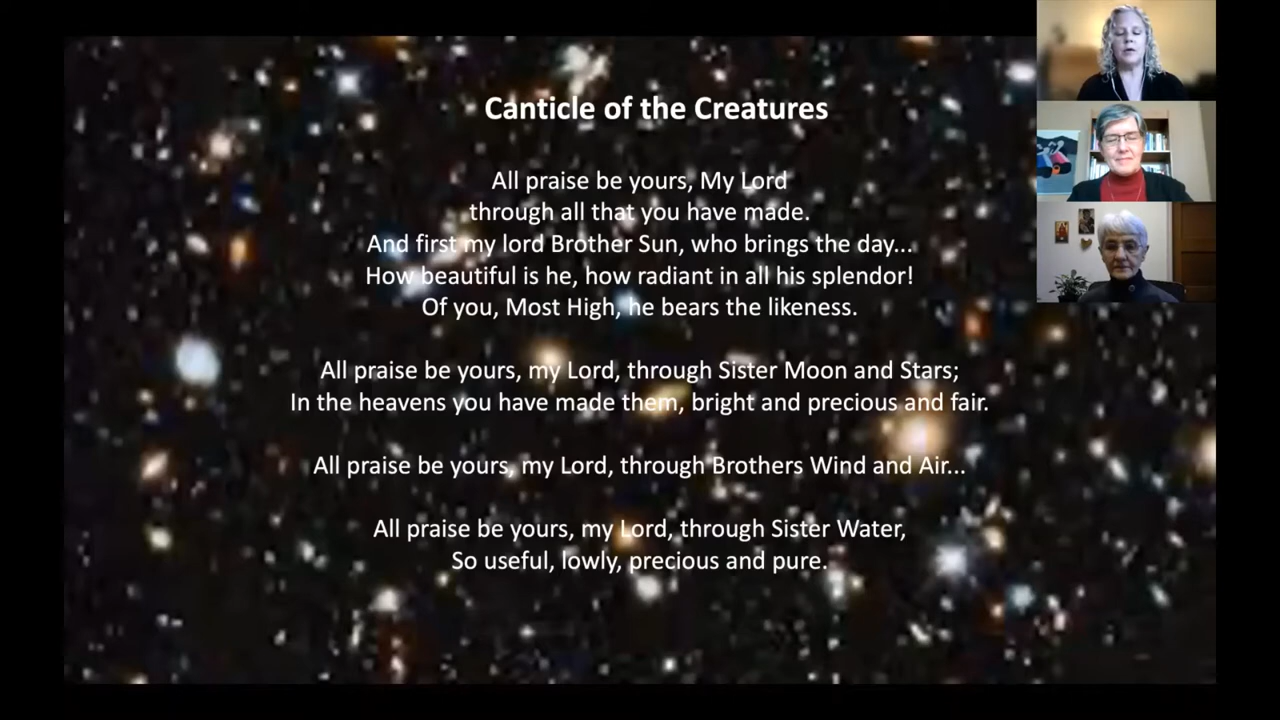 Canticle of the Creatures
All praise be yours, My Lord
through all that you have made.
And first my lord Brother Sun, who brings the day...
How beautiful is he, how radiant in all his splendor!
Of you, Most High, he bears the likeness.
All praise be yours, my Lord, through Sister Moon and Stars;
In the heavens you have made them, bright and precious and fair.
All praise be yours, my Lord, through Brothers Wind and Air...
All praise be yours, my Lord, through Sister Water,
So useful, lowly, precious and pure.